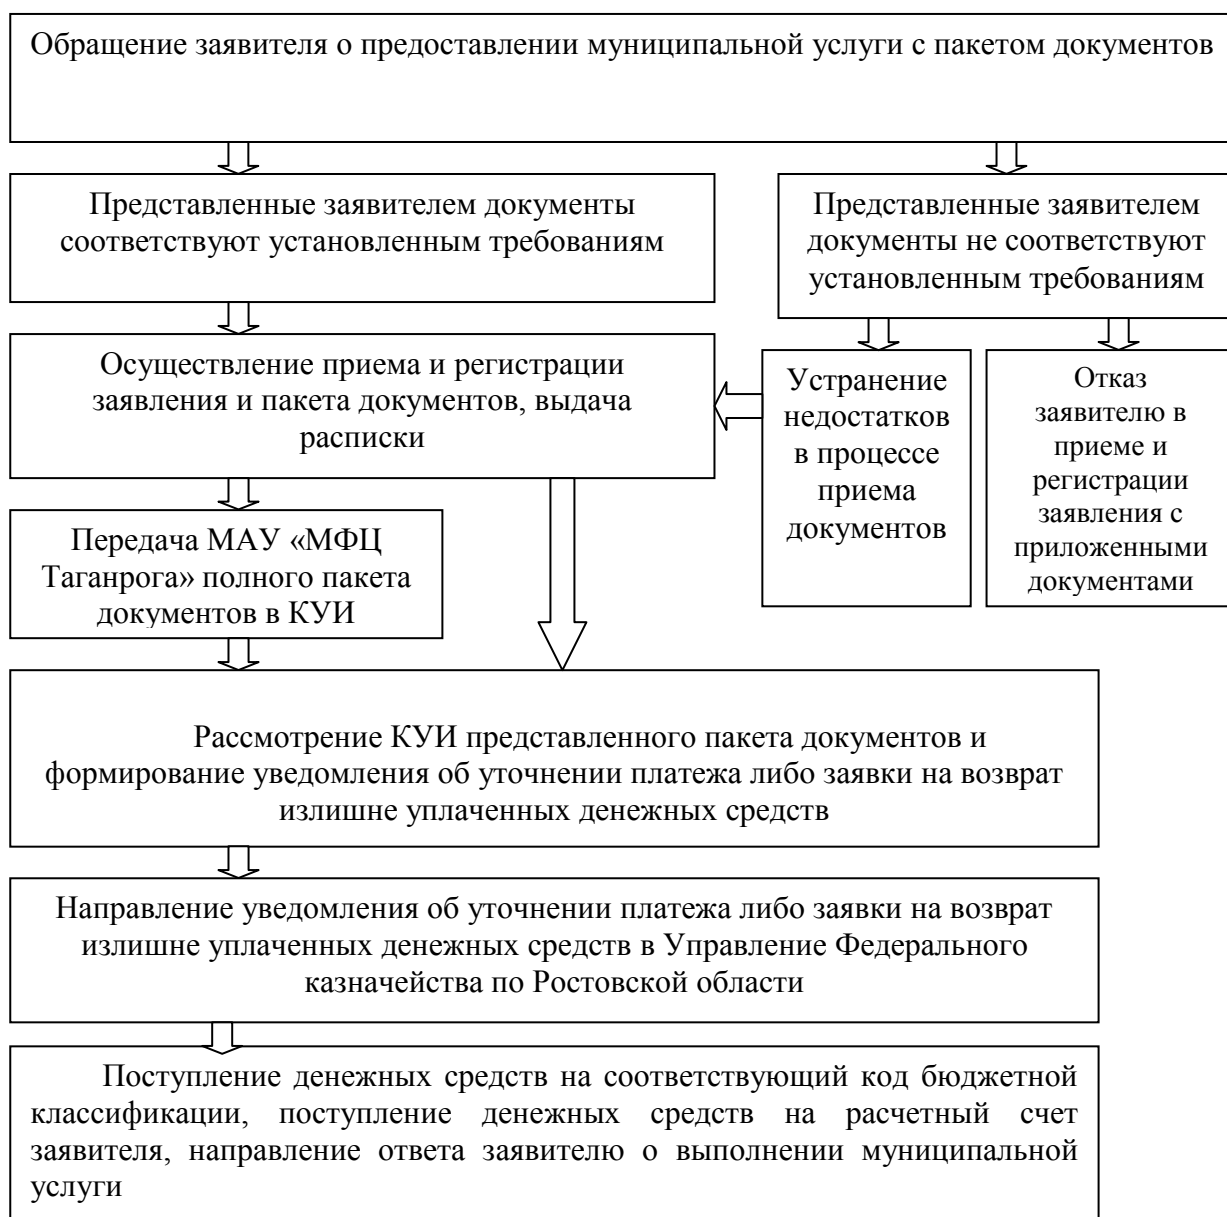 Обращение заявителя о предоставлении муниципальной услуги с пакетом документов
Представленные заявителем документы
соответствуют установленным требованиям
Представленные заявителем
документы не соответствуют
установленным требованиям
Осуществление приема и регистрации
заявления и пакета документов, выдача
расписки
Устранение
недостатков
в процессе
приема
документов
Отказ
заявителю в
приеме и
регистрации
заявления с
приложенными
документами
Передача МАУ «МФЦ
Таганрога» полного пакета
документов в КУИ
Рассмотрение КУИ представленного пакета документов и
формирование уведомления об уточнении платежа либо заявки на возврат
излишне уплаченных денежных средств
Направление уведомления об уточнении платежа либо заявки на возврат
излишне уплаченных денежных средств в Управление Федерального
казначейства по Ростовской области
Поступление денежных средств на соответствующий код бюджетной
классификации, поступление денежных средств на расчетный счет
заявителя, направление ответа заявителю о выполнении муниципальной
услуги